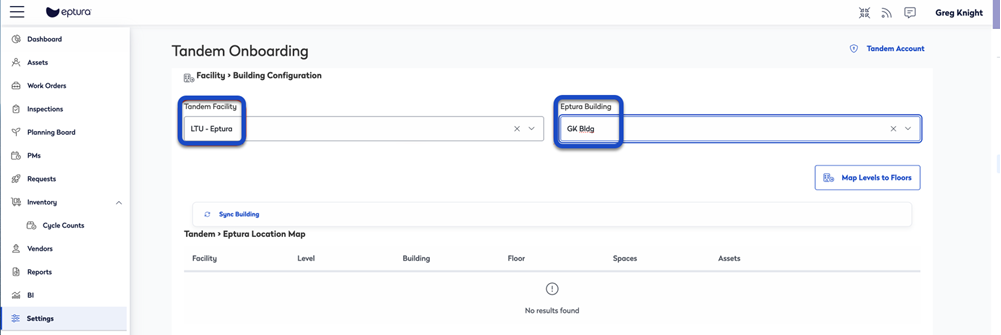 eptura
Greg Knight
Dashboard
Assets
Work Orders
Inspections
Planning Board
PMs
Requests
Inventory
Cycle Counts
Vendors
Reports
BI
Settings
Tandem Onboarding
Tandem Account
Facility > Building Configuration
Tandem Facility
LTU - Eptura
Eptura Building
GK Bldg
Map Levels to Floors
Sync Building
Tandem > Eptura Location Map
Facility Level Building Floor Spaces Assets
No results found